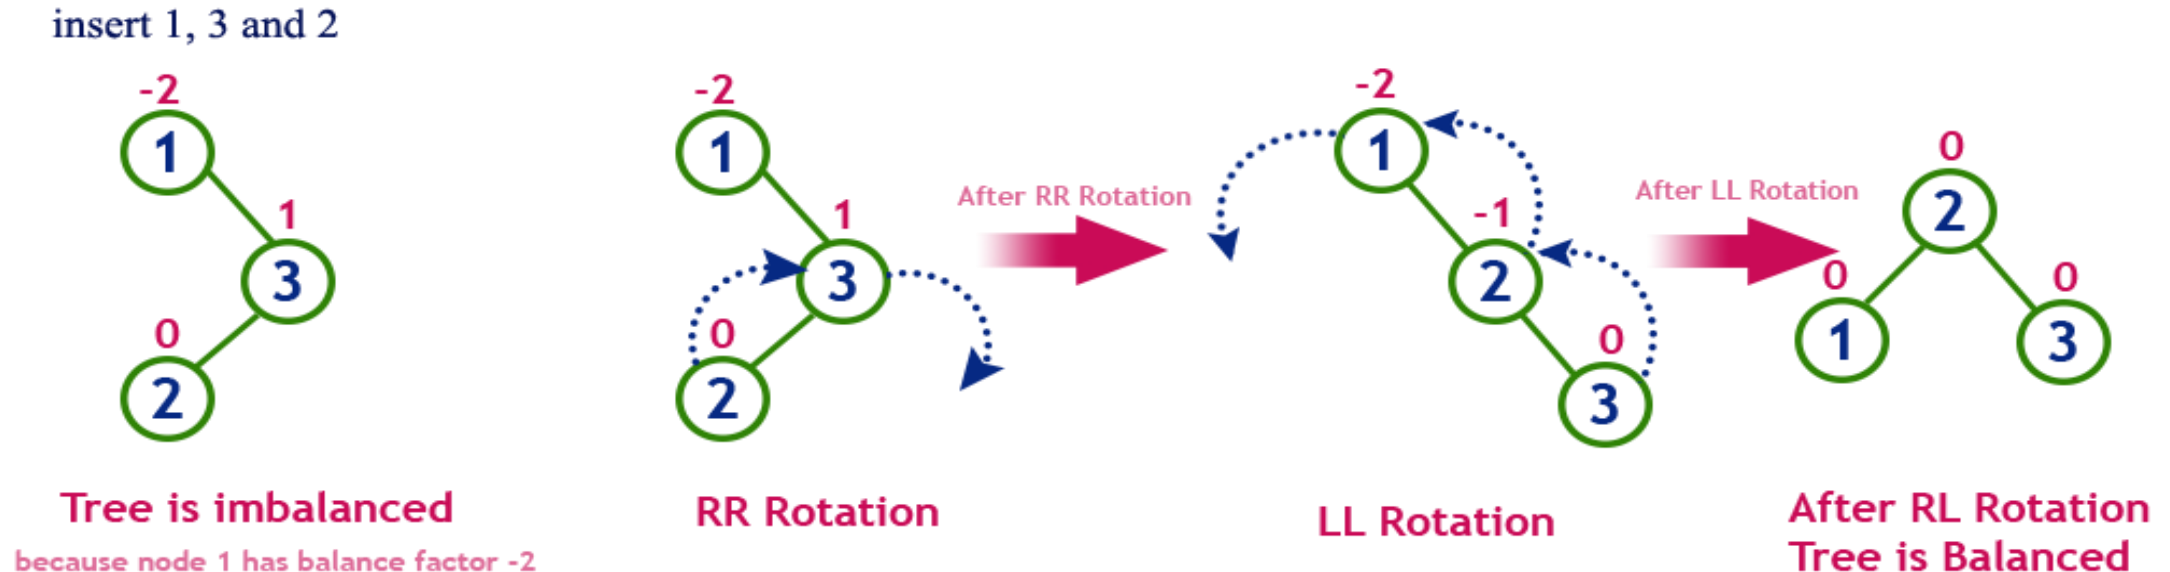 insert 1, 3 and 2
-2
1
1
3
0
2
Tree is imbalanced
because node 1 has balance factor -2
-2
1
1
3
0
2
RR Rotation
After RR Rotation
-2
1
-1
2
0
3
LL Rotation
After LL Rotation
0
2
0
1
0
3
After RL Rotation
Tree is Balanced